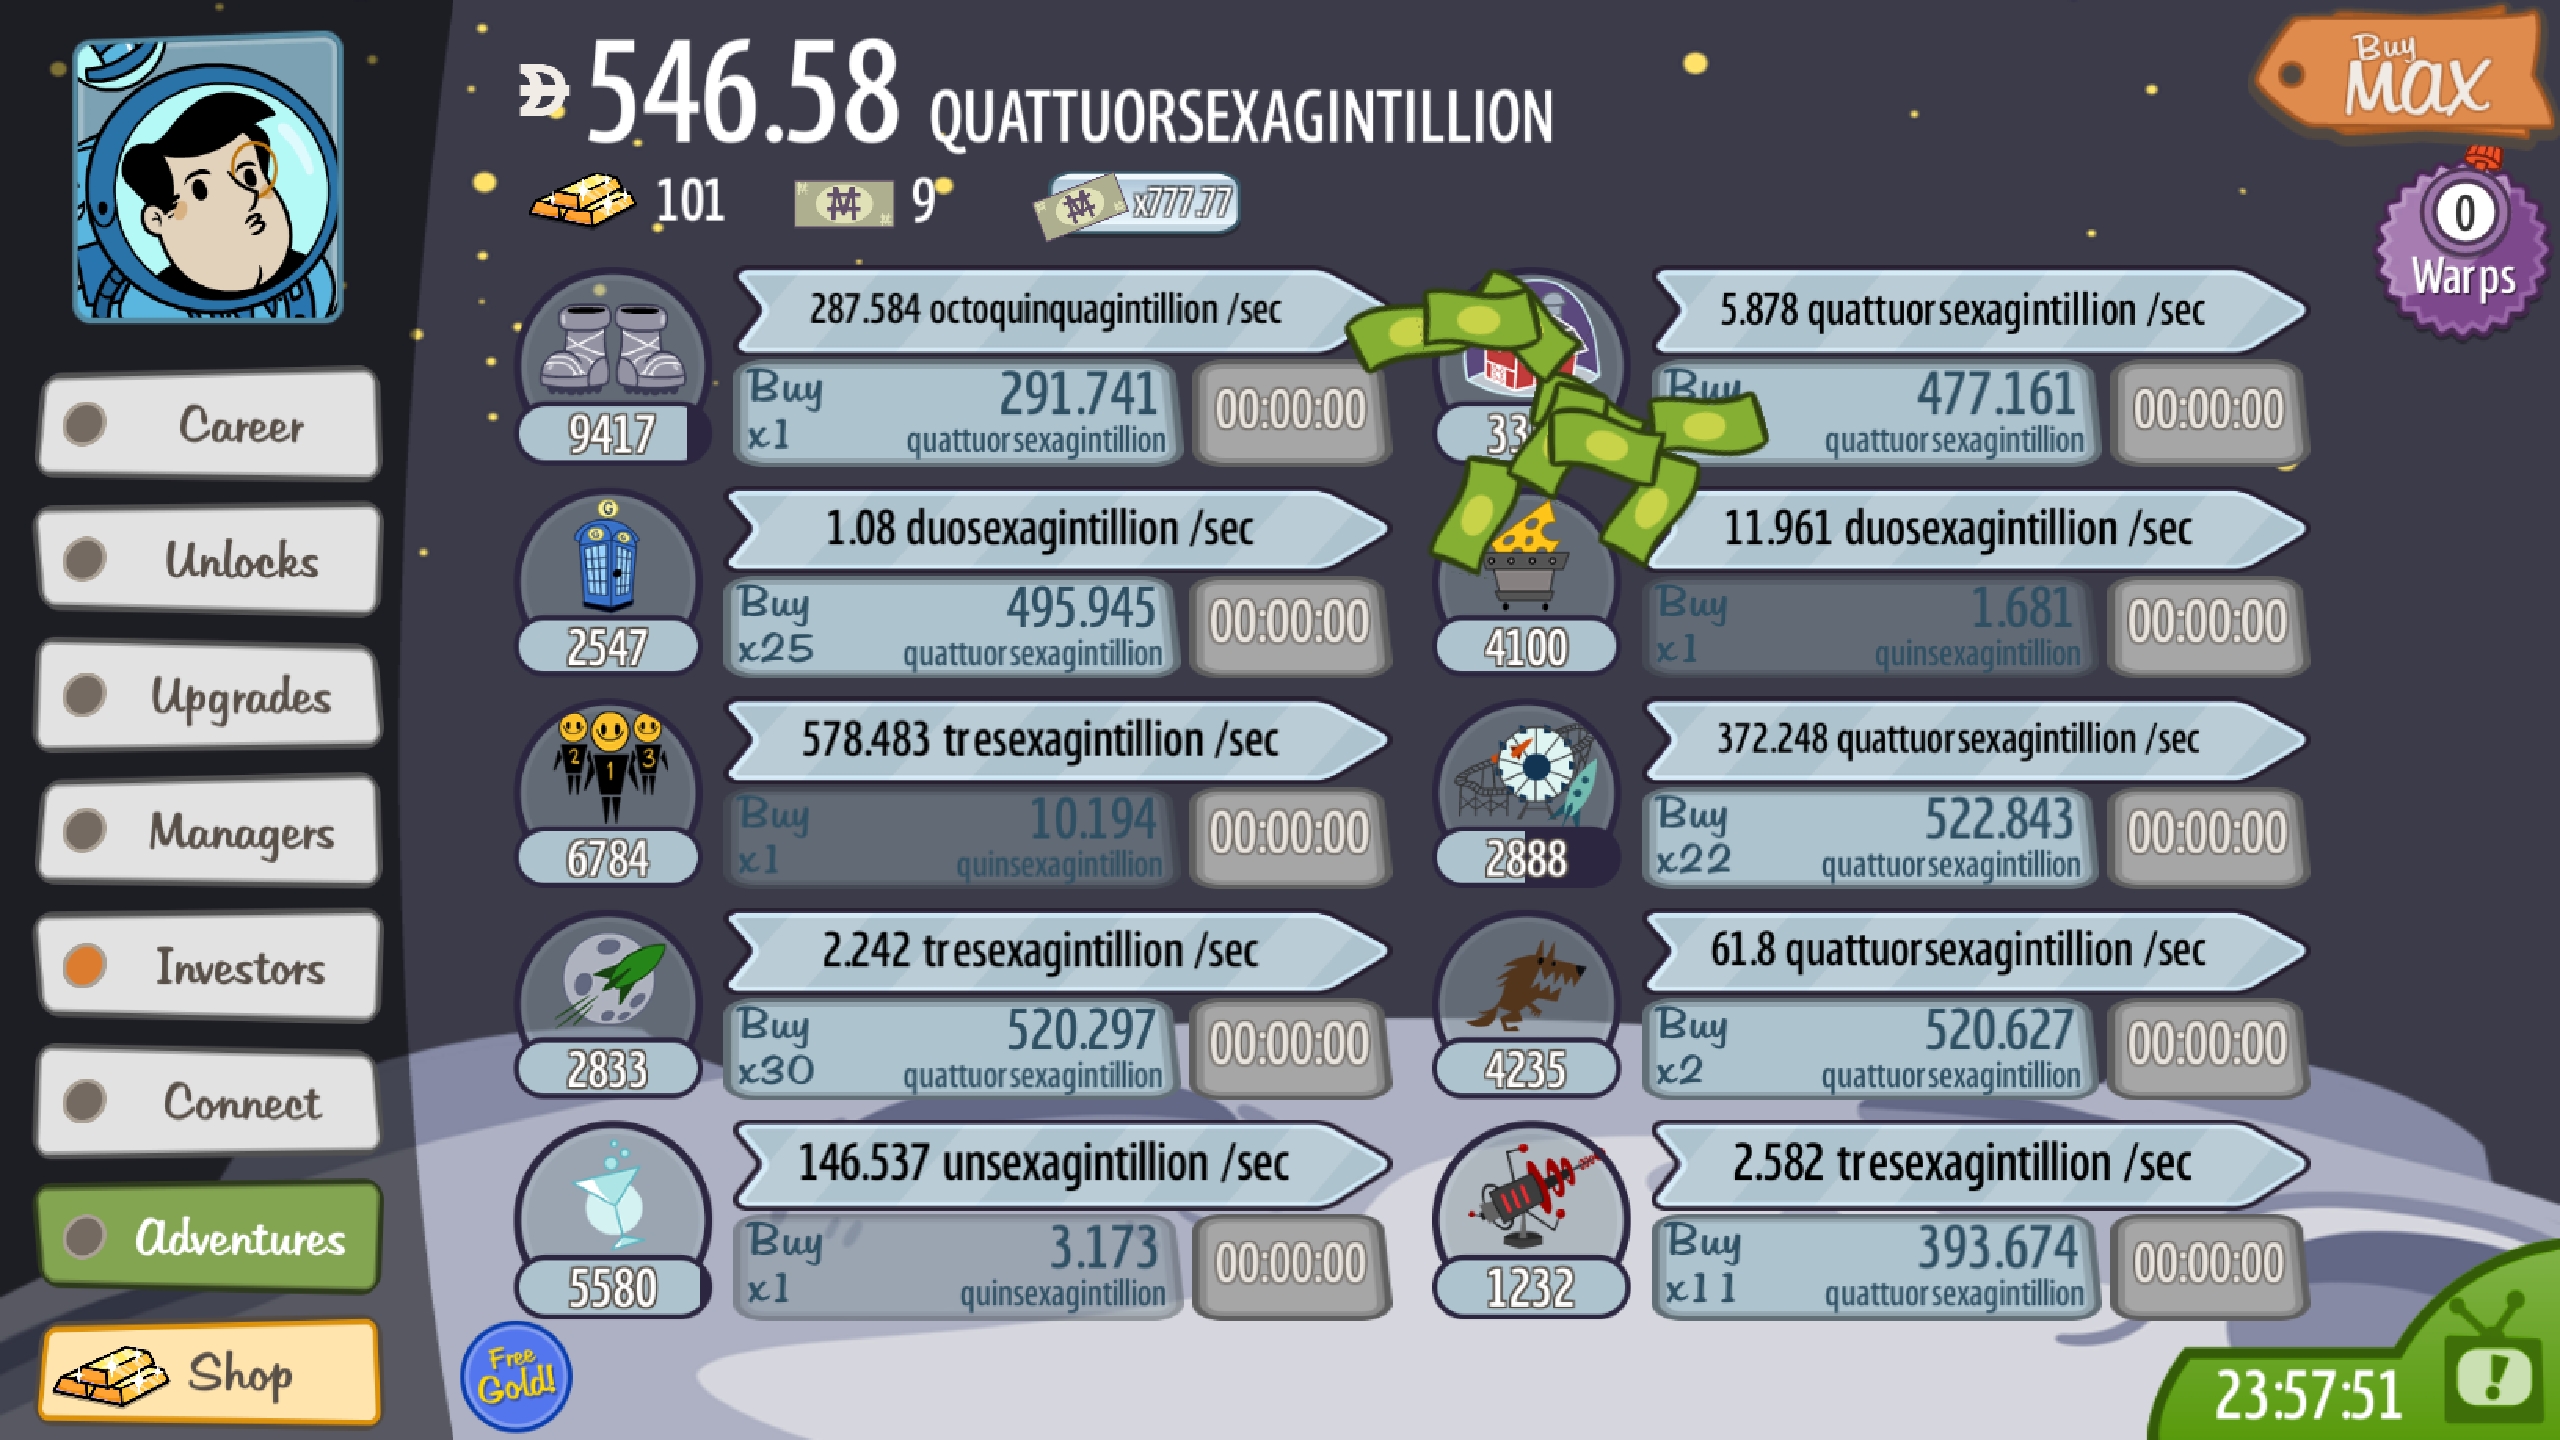 546.58 QUATTUORSEXAGINTILLION
Buy
MAX
101
9
x777.77
0
Warps
287.584 octoquinquagintillion /sec
Buy
x1
291.741
quattuorsexagintillion
00:00:00
9417
5.878 quattuorsexagintillion /sec
Buy
477.161
quattuorsexagintillion
00:00:00
G
1.08 duosexagintillion /sec
Buy
x25
495.945
quattuorsexagintillion
00:00:00
2547
11.961 duosexagintillion /sec
Buy
x1
1.681
quinsexagintillion
00:00:00
4100
2 1 3
578.483 tresexagintillion /sec
Buy
x1
10.194
quinsexagintillion
00:00:00
6784
372.248 quattuorsexagintillion /sec
Buy
x22
522.843
quattuorsexagintillion
00:00:00
2888
2.242 tresexagintillion /sec
Buy
x30
520.297
quattuorsexagintillion
00:00:00
2833
61.8 quattuorsexagintillion /sec
Buy
x2
520.627
quattuorsexagintillion
00:00:00
4235
146.537 unsexagintillion /sec
Buy
x1
3.173
quinsexagintillion
00:00:00
5580
2.582 tresexagintillion /sec
Buy
x11
393.674
quattuorsexagintillion
00:00:00
1232
Career
Unlocks
Upgrades
Managers
Investors
Connect
Adventures
Shop
Free
Gold!
23:57:51
!